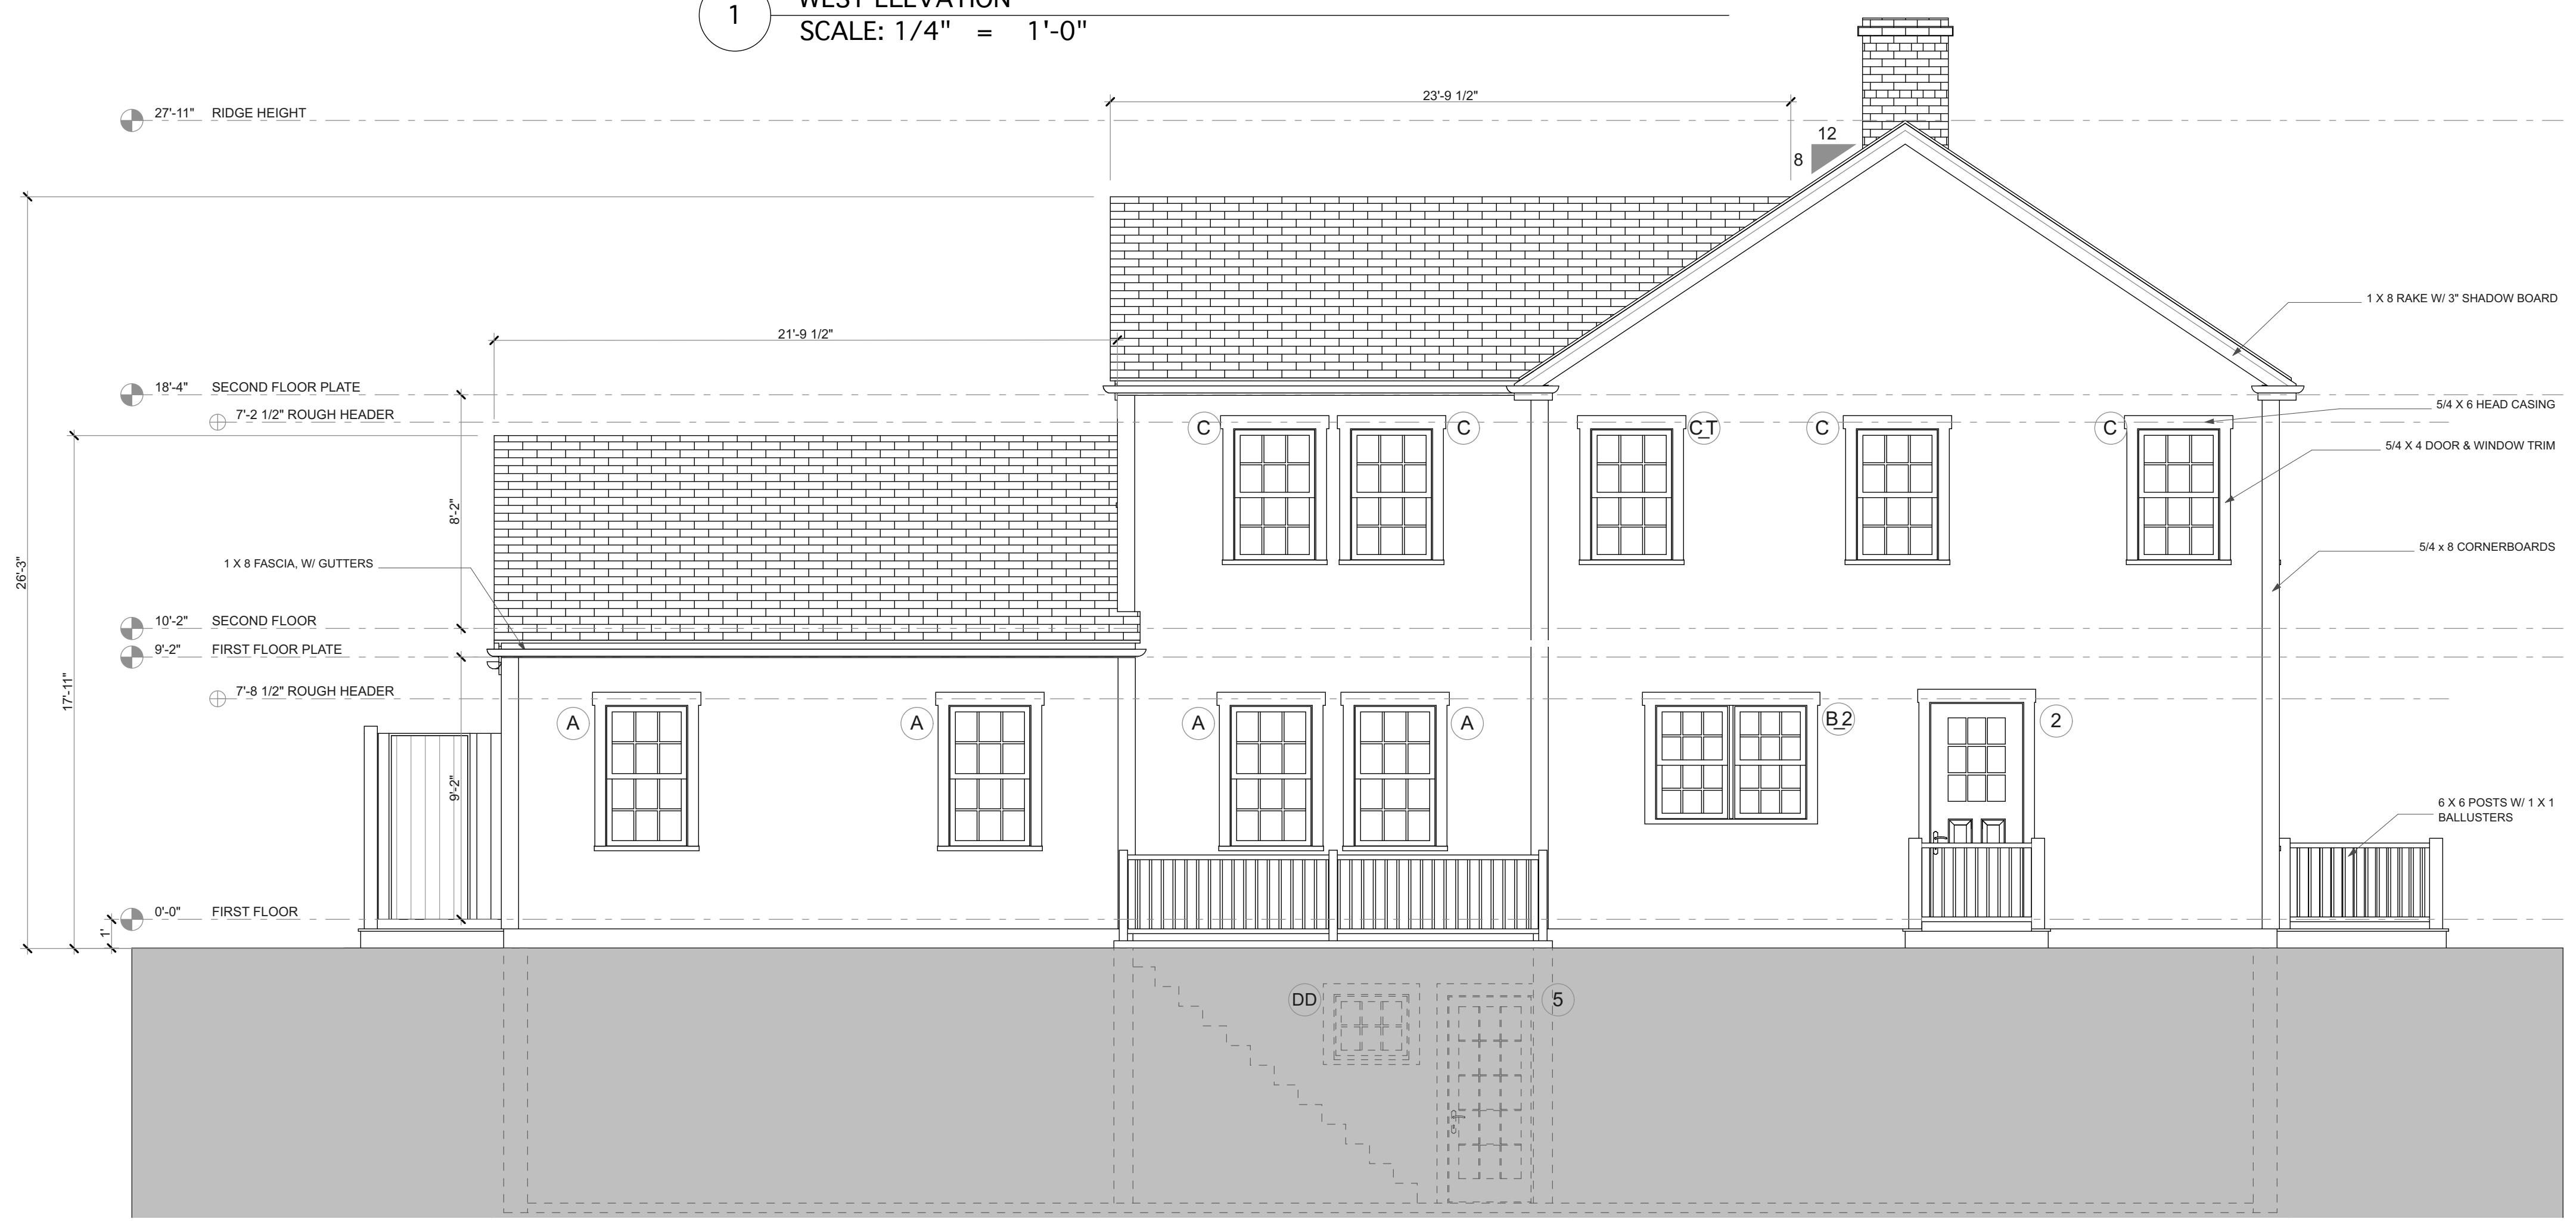 1
WEST ELEVATION
SCALE: 1/4" = 1'-0"
23'-9 1/2"
27'-11" RIDGE HEIGHT
12
8
1 X 8 RAKE W/ 3" SHADOW BOARD
21'-9 1/2"
18'-4" SECOND FLOOR PLATE
5/4 X 6 HEAD CASING
7'-2 1/2" ROUGH HEADER
C
C
C_T
C
C
5/4 X 4 DOOR & WINDOW TRIM
8'-2"
5/4 x 8 CORNERBOARDS
1 X 8 FASCIA, W/ GUTTERS
26'-3"
10'-2" SECOND FLOOR
9'-2" FIRST FLOOR PLATE
17'-11"
7'-8 1/2" ROUGH HEADER
A
A
A
A
B_2
2
9'-2"
6 X 6 POSTS W/ 1 X 1
BALLUSTERS
0'-0" FIRST FLOOR
1'
DD
5